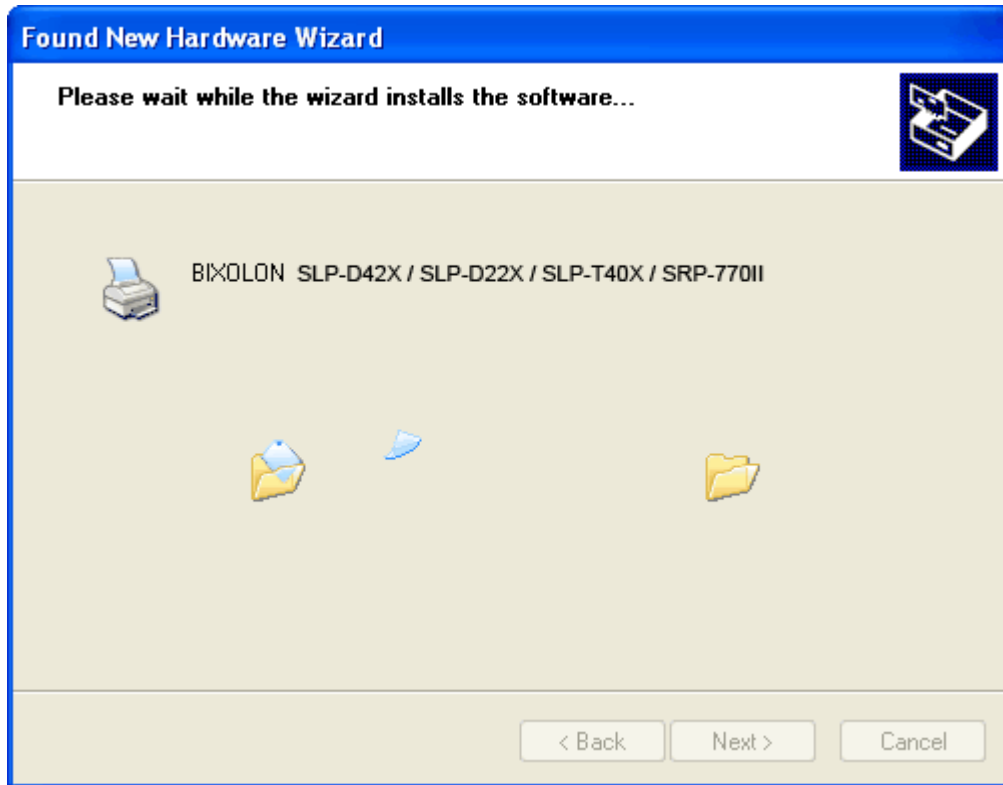 Found New Hardware Wizard
Please wait while the wizard installs the software...
BIXOLON SLP-D42X / SLP-D22X / SLP-T40X / SRP-770II
< Back Next > Cancel